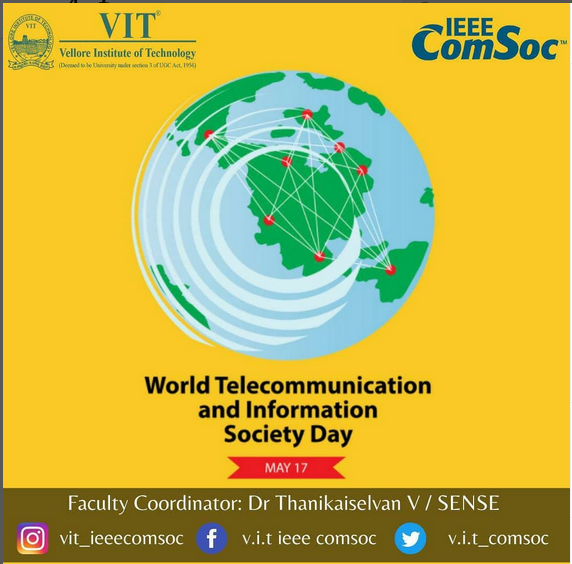 VIT®
Vellore Institute of Technology
(Deemed to be University under section 3 of UGC Act, 1956)
IEEE
ComSoc™
World Telecommunication
and Information
Society Day
MAY 17
Faculty Coordinator: Dr Thanikaiselvan V / SENSE
vit_ieeecomsoc
v.i.t ieee comsoc
v.i.t_comsoc